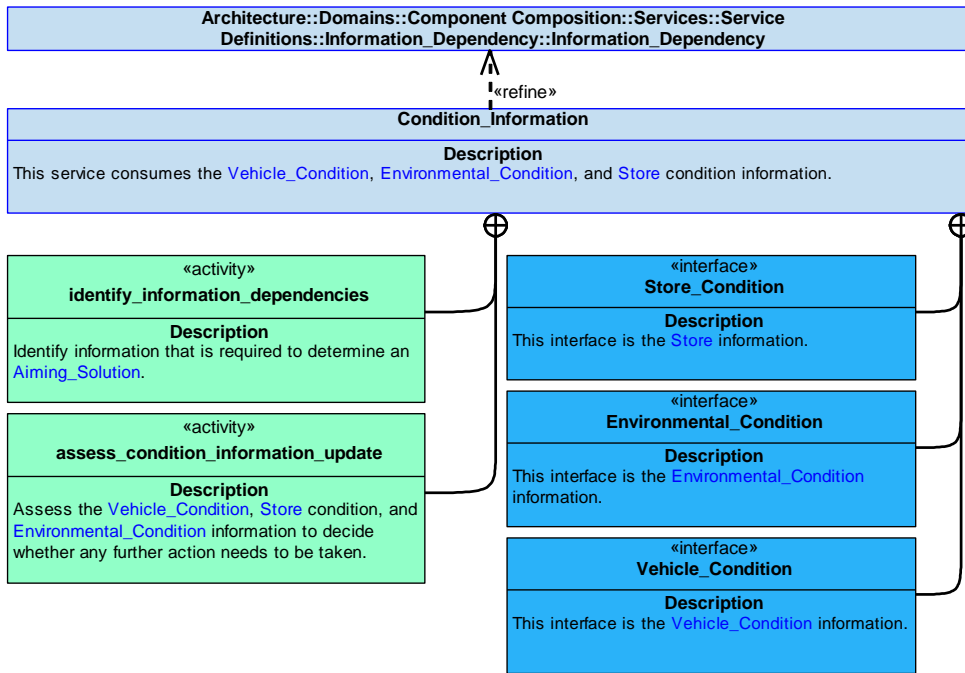 Architecture::Domains::Component Composition::Services::Service
Definitions::Information_Dependency::Information_Dependency
«refine»
Condition_Information
Description
This service consumes the Vehicle_Condition, Environmental_Condition, and Store condition information.
«activity»
identify_information_dependencies
Description
Identify information that is required to determine an
Aiming_Solution.
«activity»
assess_condition_information_update
Description
Assess the Vehicle_Condition, Store condition, and
Environmental_Condition information to decide
whether any further action needs to be taken.
«interface»
Store_Condition
Description
This interface is the Store information.
«interface»
Environmental_Condition
Description
This interface is the Environmental_Condition
information.
«interface»
Vehicle_Condition
Description
This interface is the Vehicle_Condition information.